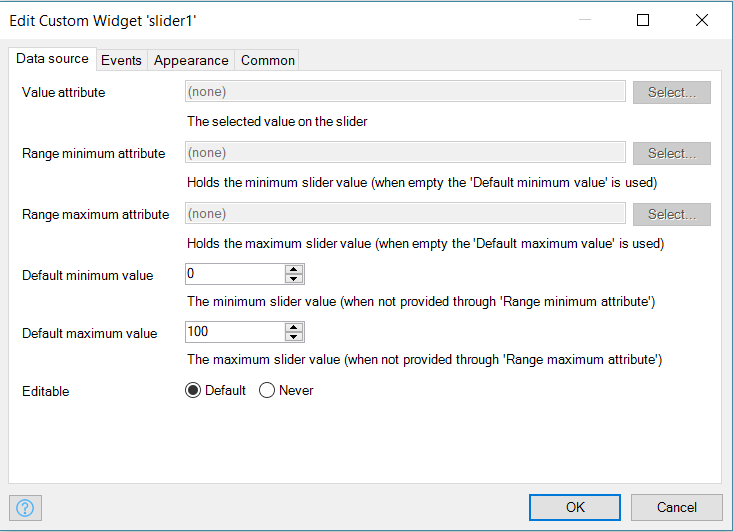 Edit Custom Widget 'slider1'
Data source Events Appearance Common
Value attribute (none) Select...
The selected value on the slider
Range minimum attribute (none) Select...
Holds the minimum slider value (when empty the 'Default minimum value' is used)
Range maximum attribute (none) Select...
Holds the maximum slider value (when empty the 'Default maximum value' is used)
Default minimum value 0
The minimum slider value (when not provided through 'Range minimum attribute')
Default maximum value 100
The maximum slider value (when not provided through 'Range maximum attribute')
Editable Default Never
? OK Cancel